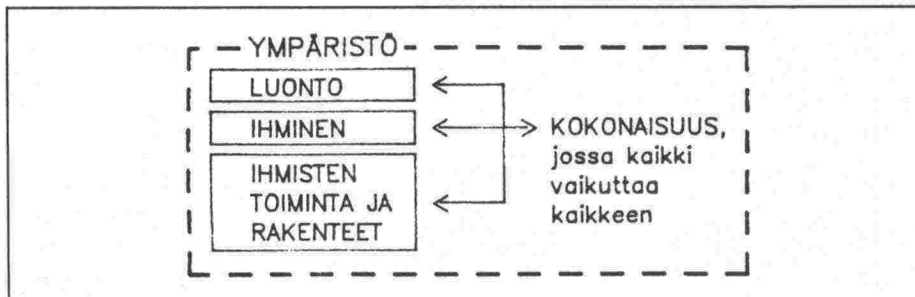 YMPÄRISTÖ
LUONTO
IHMINEN
IHMISTEN
TOIMINTA JA
RAKENTEET
KOKONAISUUS,
jossa kaikki
vaikuttaa
kaikkeen